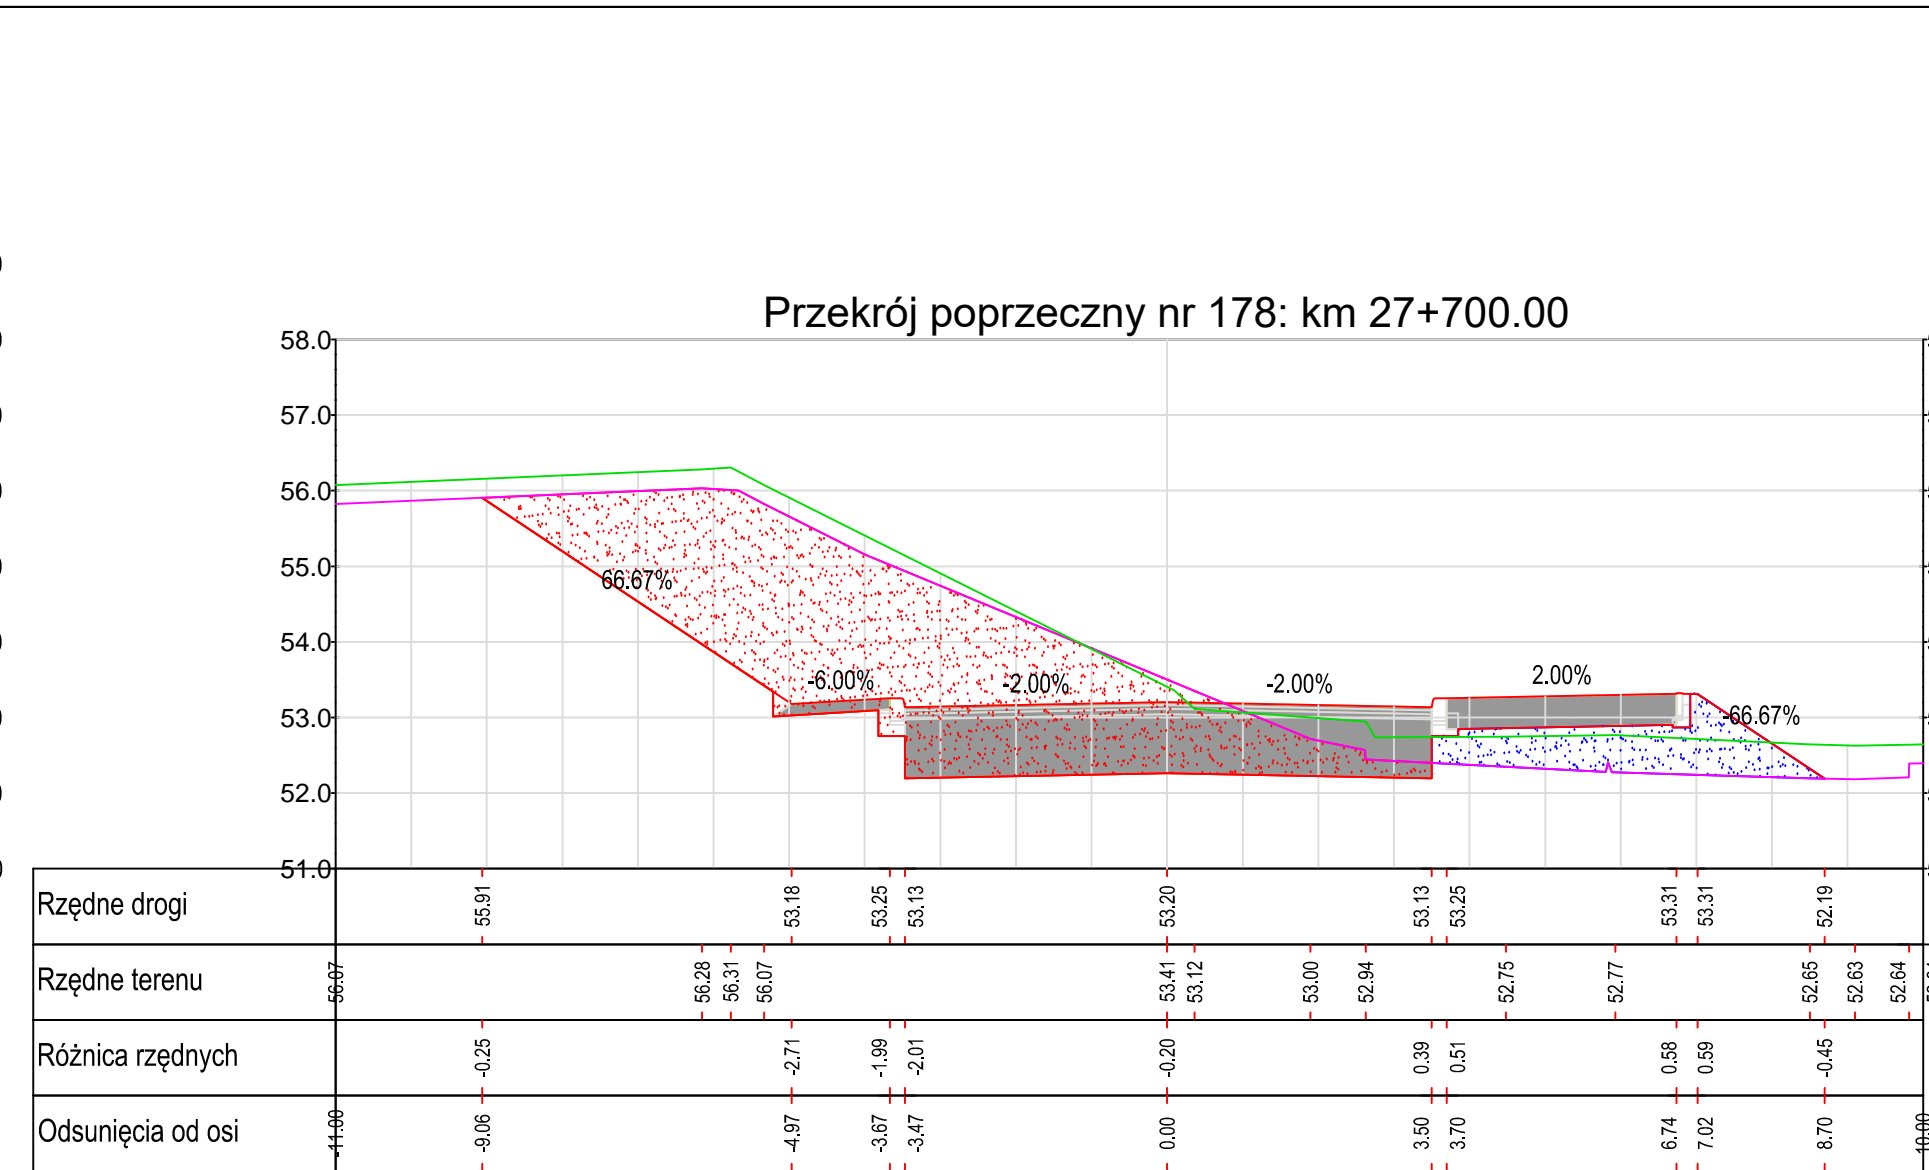 Przekrój poprzeczny nr 178: km 27+700.00
58.0
57.0
56.0
55.0
54.0
53.0
52.0
51.0
66.67%
-6.00%
-2.00%
-2.00%
2.00%
-66.67%
Rzędne drogi 55.91 53.18 53.25 53.13 53.20 53.13 53.25 53.31 53.31 52.19
Rzędne terenu 56.07 56.28 56.31 56.07 53.41 53.12 53.00 52.94 52.75 52.77 52.65 52.63 52.64
Różnica rzędnych -0.25 -2.71 -1.99 -2.01 -0.20 0.39 0.51 0.58 0.59 -0.45
Odsunięcia od osi -11.00 -9.06 -4.97 -3.67 -3.47 0.00 3.50 3.70 6.74 7.02 8.70 10.00